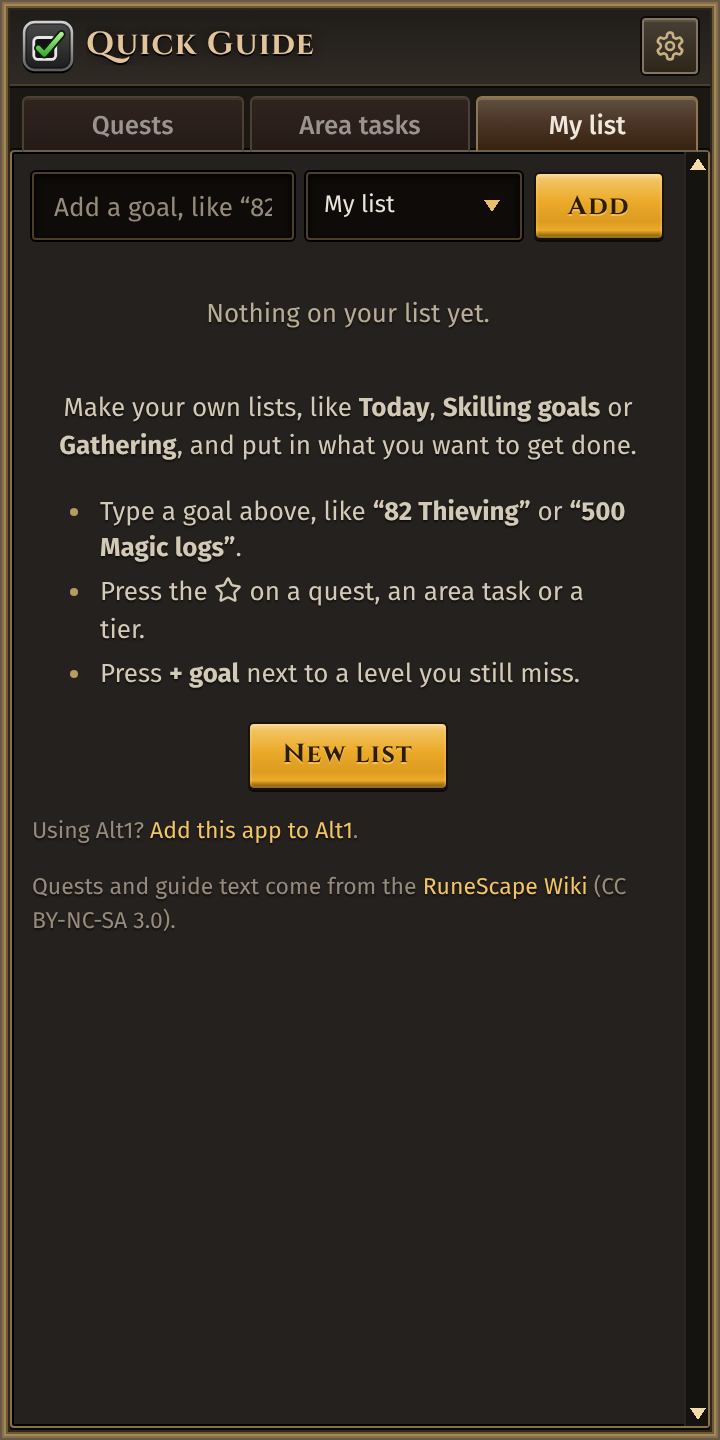 Quick Guide
Quests
Area tasks
My list
Add a goal, like “82
My list
Add
Nothing on your list yet.
Make your own lists, like Today, Skilling goals or
Gathering, and put in what you want to get done.
Type a goal above, like “82 Thieving” or “500
Magic logs”.
Press the ☆ on a quest, an area task or a
tier.
Press + goal next to a level you still miss.
New list
Using Alt1? Add this app to Alt1.
Quests and guide text come from the RuneScape Wiki (CC
BY-NC-SA 3.0).